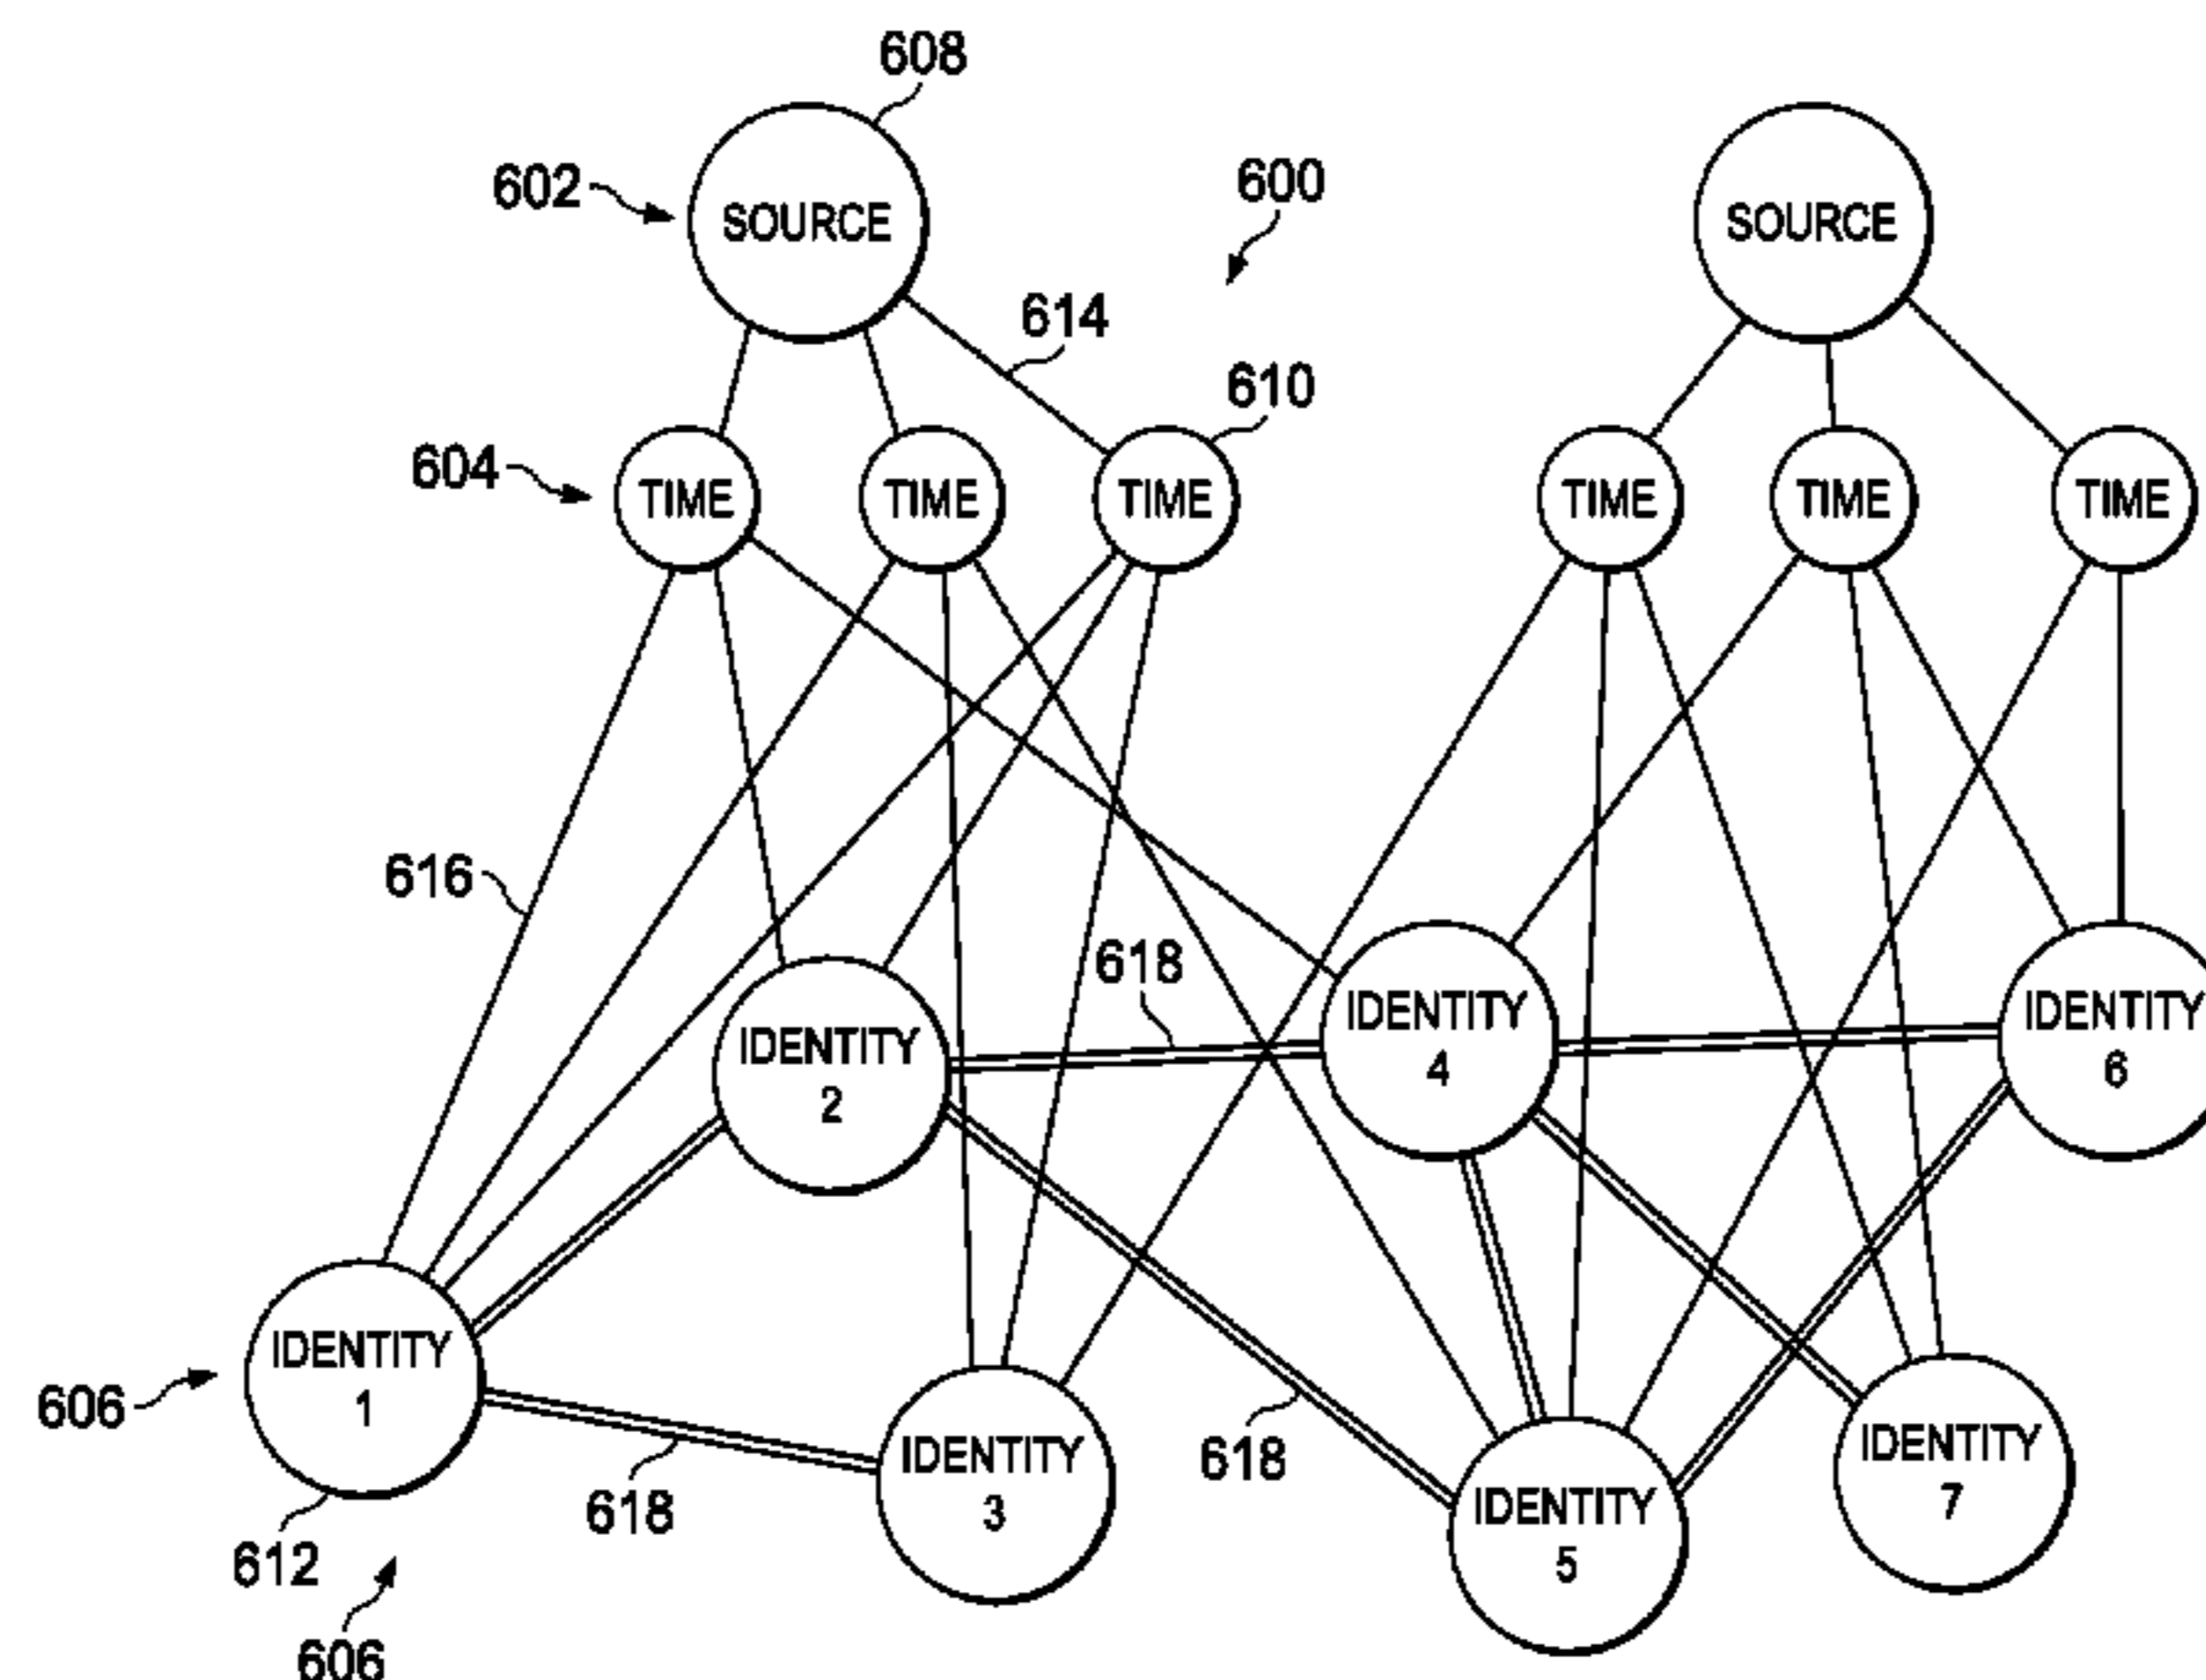 608
602
SOURCE
600
SOURCE
614
610
604
TIME
TIME
TIME
TIME
TIME
TIME
616
618
IDENTITY
4
IDENTITY
6
IDENTITY
2
IDENTITY
1
606
618
IDENTITY
3
618
IDENTITY
5
IDENTITY
7
612
606